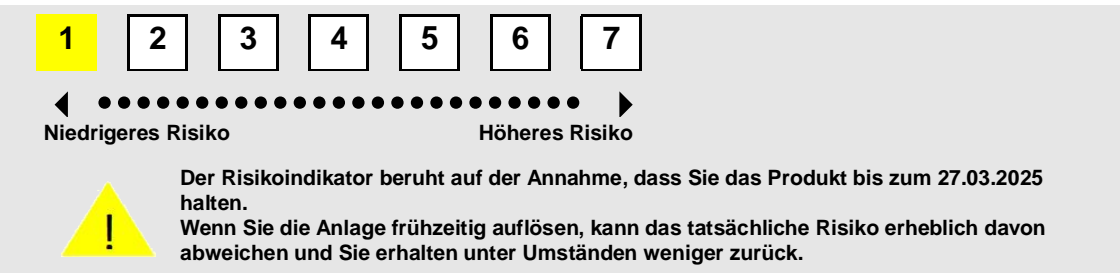 1 2 3 4 5 6 7
Niedrigeres Risiko Höheres Risiko
Der Risikoindikator beruht auf der Annahme, dass Sie das Produkt bis zum 27.03.2025
halten.
Wenn Sie die Anlage frühzeitig auflösen, kann das tatsächliche Risiko erheblich davon
abweichen und Sie erhalten unter Umständen weniger zurück.
!